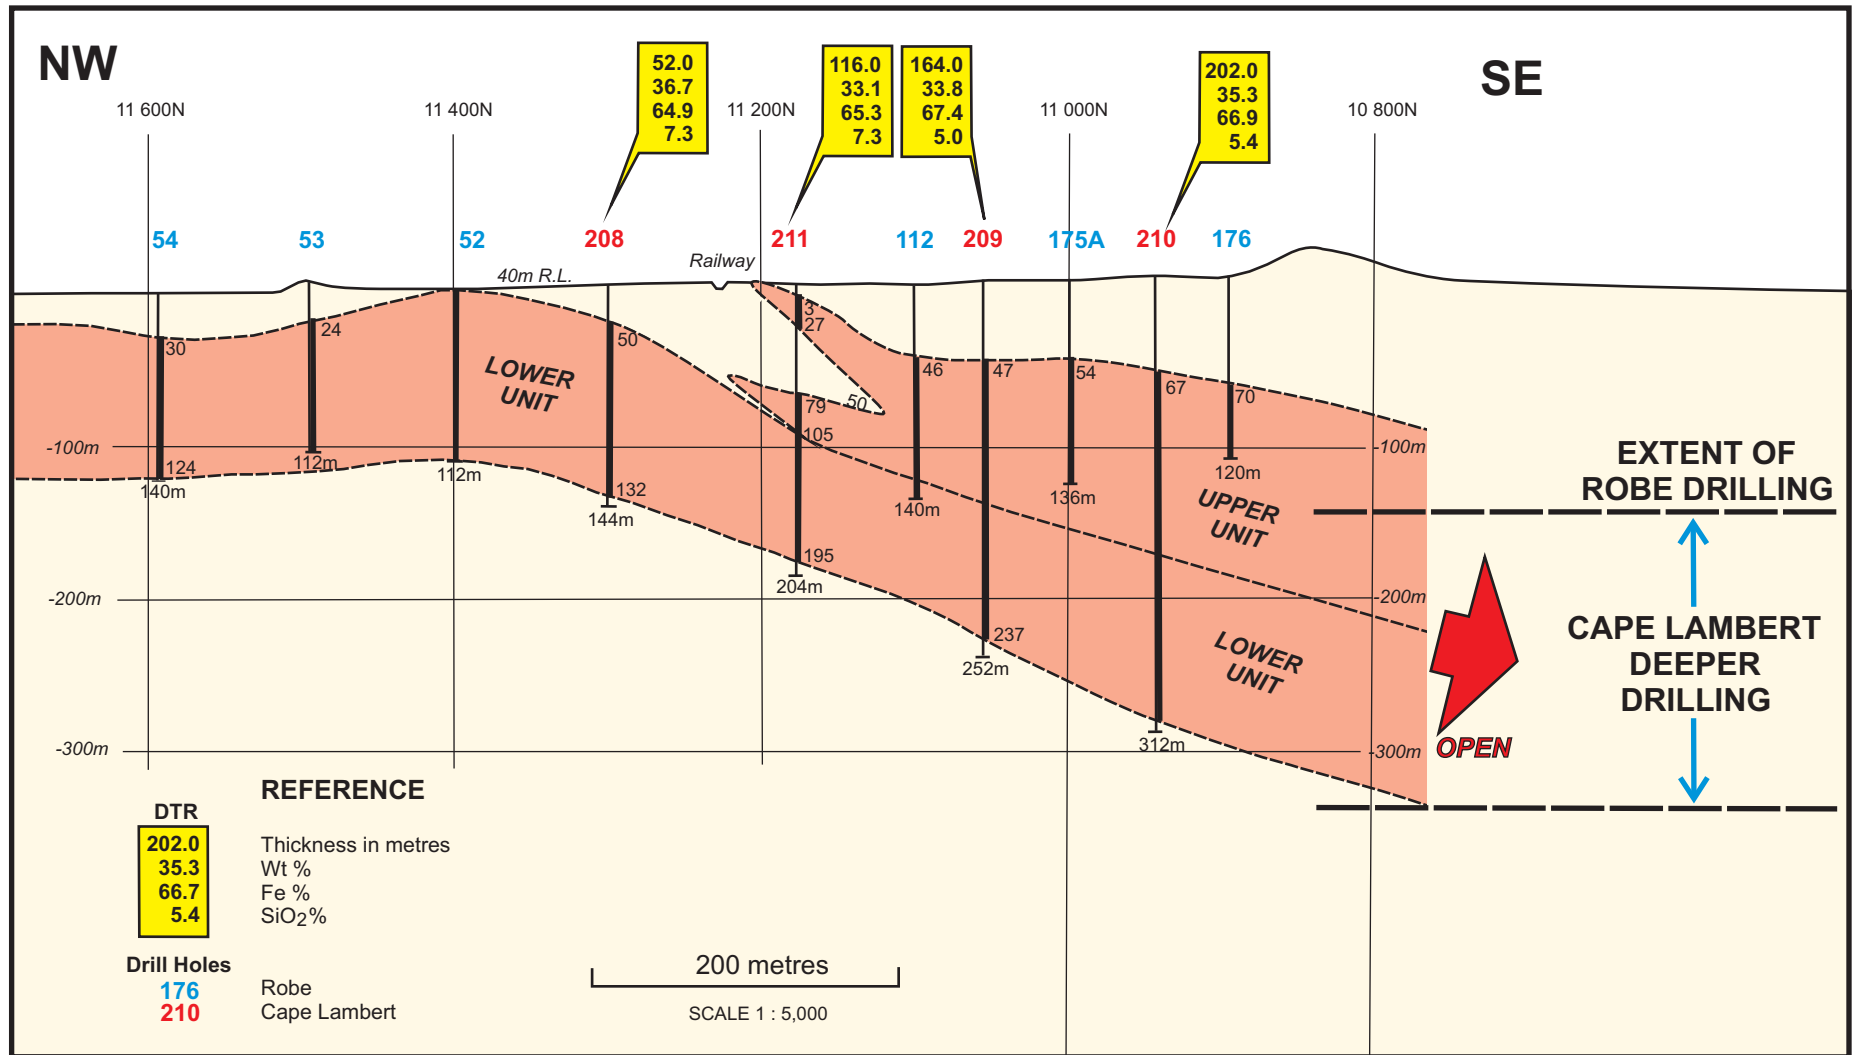 NW
SE
52.0
36.7
64.9
7.3
116.0
33.1
65.3
7.3
164.0
33.8
67.4
5.0
202.0
35.3
66.9
5.4
11 600N
11 400N
11 200N
11 000N
10 800N
54
53
52
208
211
112
209
175A
210
176
Railway
40m R.L.
3
27
24
30
50
46
47
54
67
70
LOWER
UNIT
79
50
105
-100m
-100m
124
140m
112m
112m
132
144m
140m
136m
120m
UPPER
UNIT
EXTENT OF
ROBE DRILLING
195
204m
-200m
-200m
237
252m
LOWER
UNIT
CAPE LAMBERT
DEEPER
DRILLING
312m
-300m
-300m
OPEN
REFERENCE
DTR
202.0 Thickness in metres
35.3 Wt %
66.7 Fe %
5.4 SiO2%
Drill Holes
176 Robe
210 Cape Lambert
200 metres
SCALE 1 : 5,000